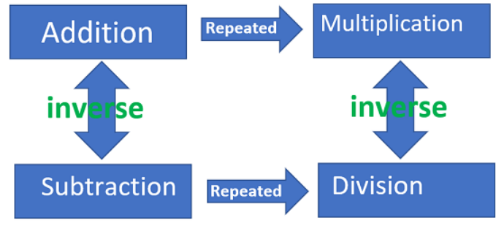 Addition
Repeated
Multiplication
inverse
inverse
Subtraction
Repeated
Division